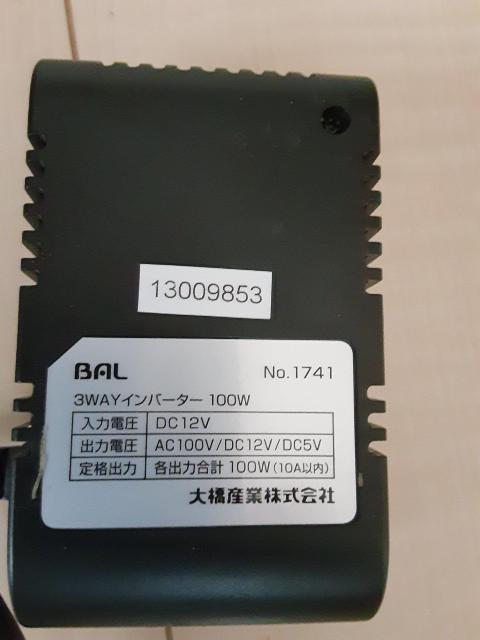 13009853
BAL No.1741
3WAYインバーター 100W
入力電圧 DC12V
出力電圧 AC100V/DC12V/DC5V
定格出力 各出力合計 100W(10A以内)
大橋産業株式会社